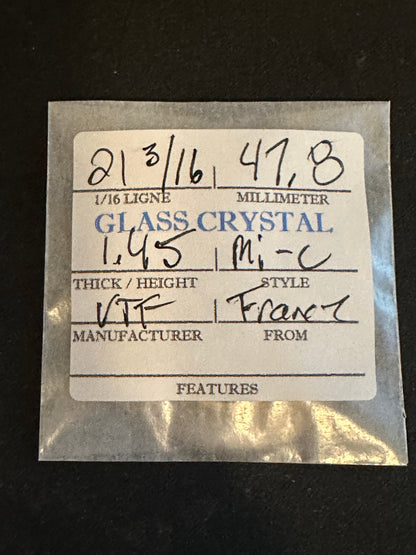 21 3/16 47,8
1/16 LIGNE MILLIMETER
GLASS CRYSTAL
1.45 Mi-C
THICK / HEIGHT STYLE
VTF France
MANUFACTURER FROM
FEATURES